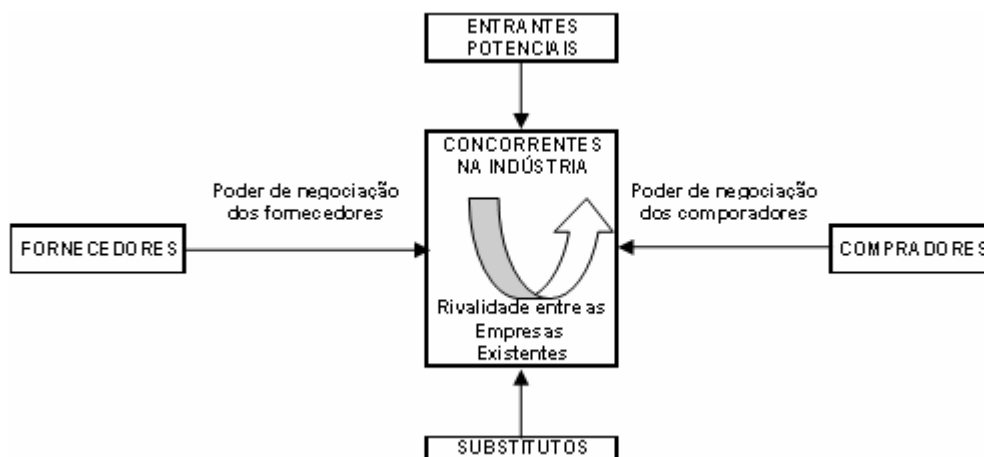 ENTRANTES
POTENCIAIS
CONCORRENTES
NA INDÚSTRIA
Poder de negociação
dos fornecedores
Poder de negociação
dos comporadores
FORNECEDORES
COMPRADORES
Rivalidade entre as
Empresas
Existentes
SUBSTITUTOS